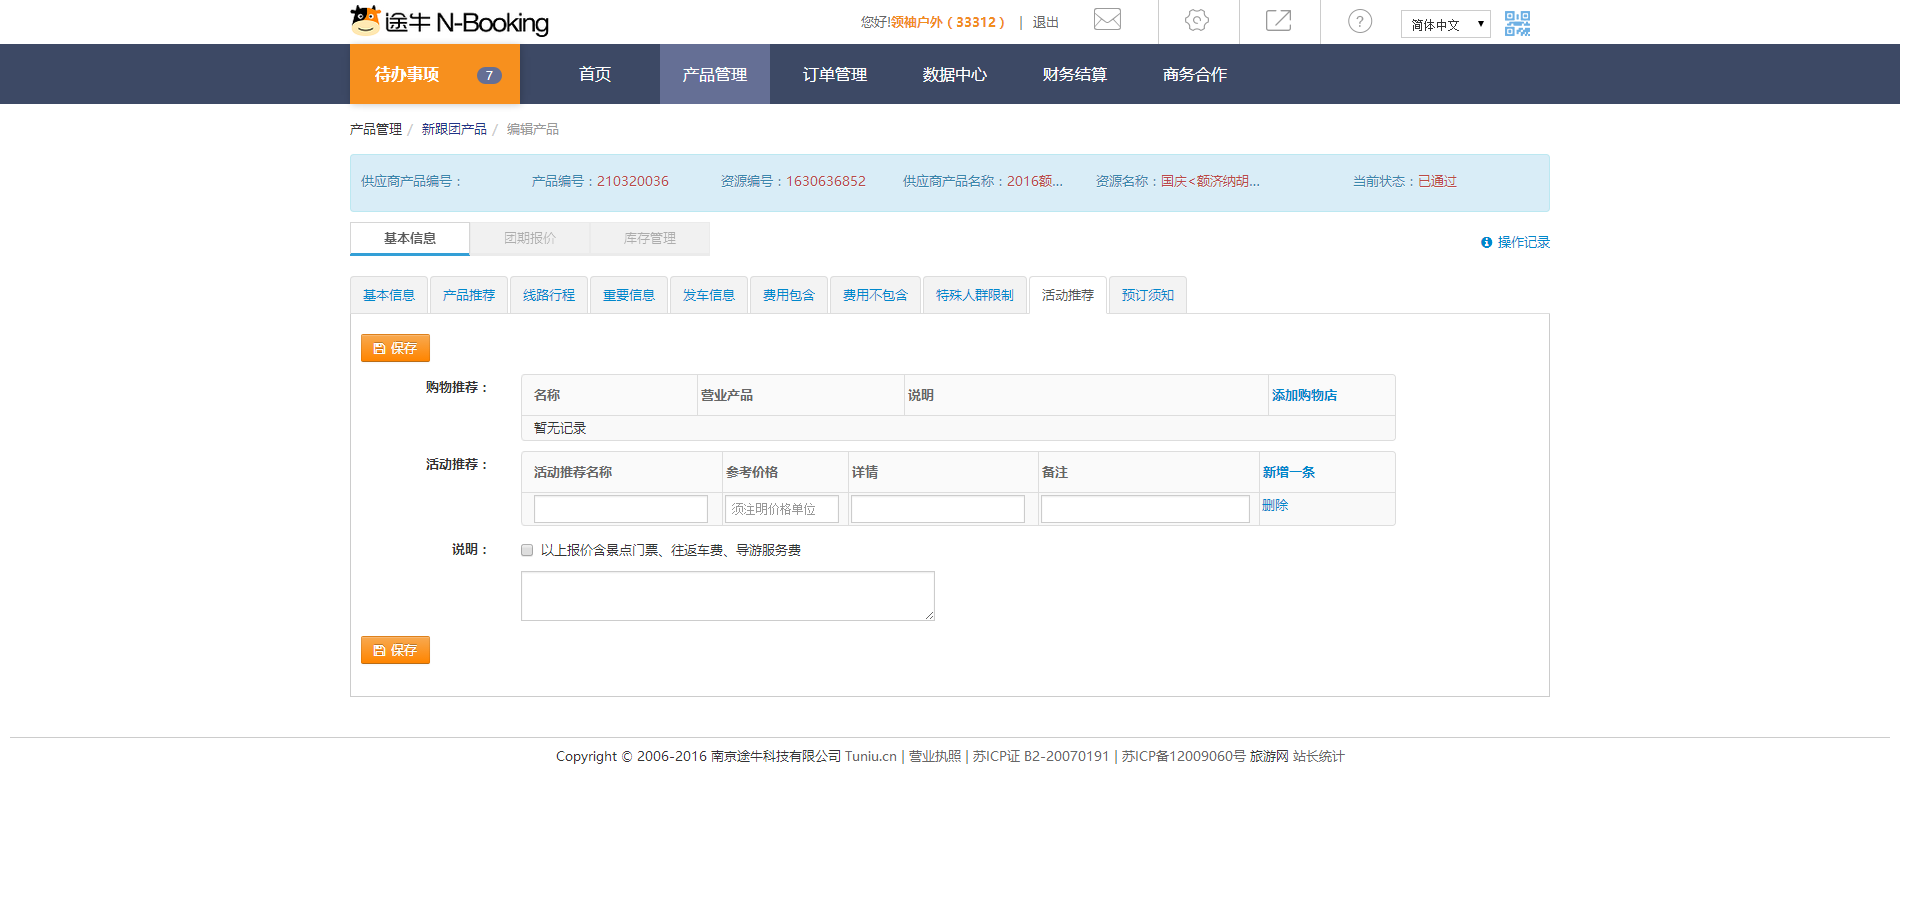 途牛 N-Booking
您好!领袖户外（33312） | 退出
简体中文
待办事项 7 首页 产品管理 订单管理 数据中心 财务结算 商务合作
产品管理 / 新跟团产品 / 编辑产品
供应商产品编号： 产品编号：210320036 资源编号：1630636852 供应商产品名称：2016额... 资源名称：国庆<额济纳胡... 当前状态：已通过
基本信息 团期报价 库存管理 操作记录
基本信息 产品推荐 线路行程 重要信息 发车信息 费用包含 费用不包含 特殊人群限制 活动推荐 预订须知
保存
购物推荐： 名称 营业产品 说明 添加购物店
暂无记录
活动推荐： 活动推荐名称 参考价格 详情 备注 新增一条
须注明价格单位 删除
说明： 以上报价含景点门票、往返车费、导游服务费
保存
Copyright © 2006-2016 南京途牛科技有限公司 Tuniu.cn | 营业执照 | 苏ICP证 B2-20070191 | 苏ICP备12009060号 旅游网 站长统计